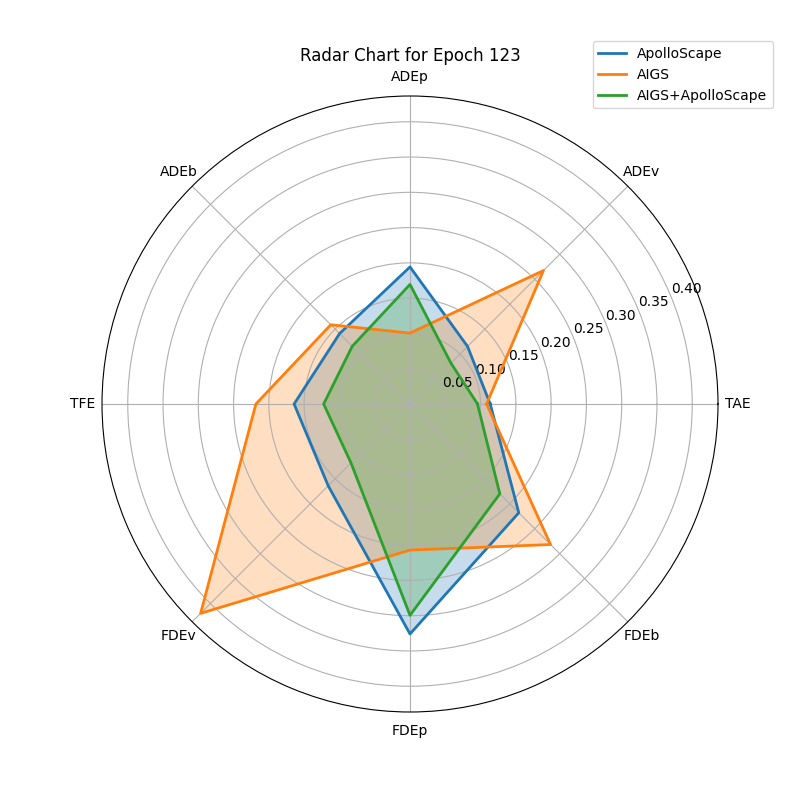 Radar Chart for Epoch 123
ApolloScape
AIGS
AIGS+ApolloScape
ADEp
ADEb
ADEv
0.40
0.35
0.30
0.25
0.20
0.15
0.10
0.05
TFE
TAE
FDEv
FDEb
FDEp